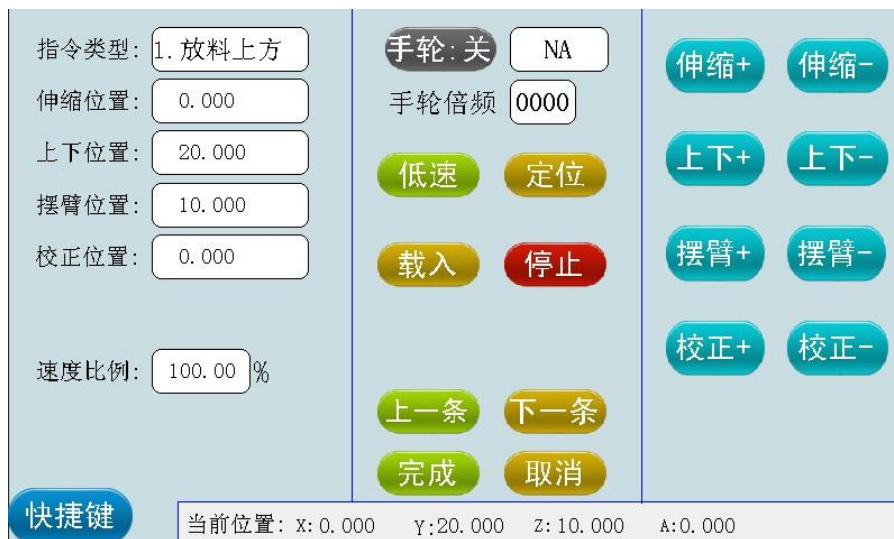 指令类型: 1. 放料上方
伸缩位置: 0.000
上下位置: 20.000
摆臂位置: 10.000
校正位置: 0.000
速度比例: 100.00 %
快捷键
手轮:关 NA
手轮倍频 0000
低速 定位
载入 停止
上一条 下一条
完成 取消
伸缩+ 伸缩-
上下+ 上下-
摆臂+ 摆臂-
校正+ 校正-
当前位置: X:0.000 Y:20.000 Z:10.000 A:0.000